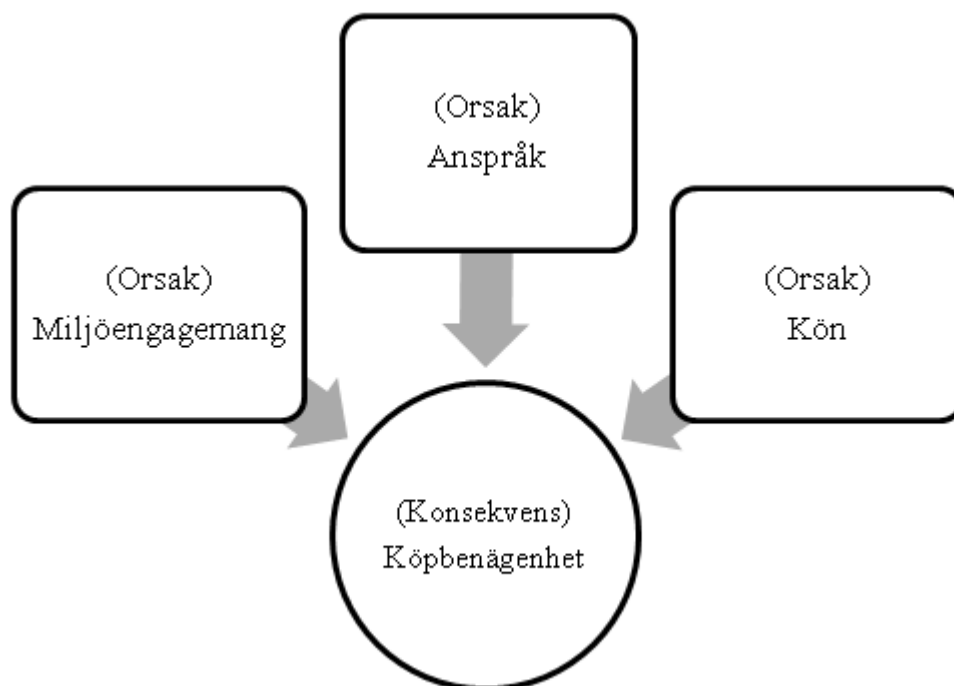 (Orsak)
Anspråk
(Orsak)
Miljöengagemang
(Orsak)
Kön
(Konsekvens)
Köpbenägenhet